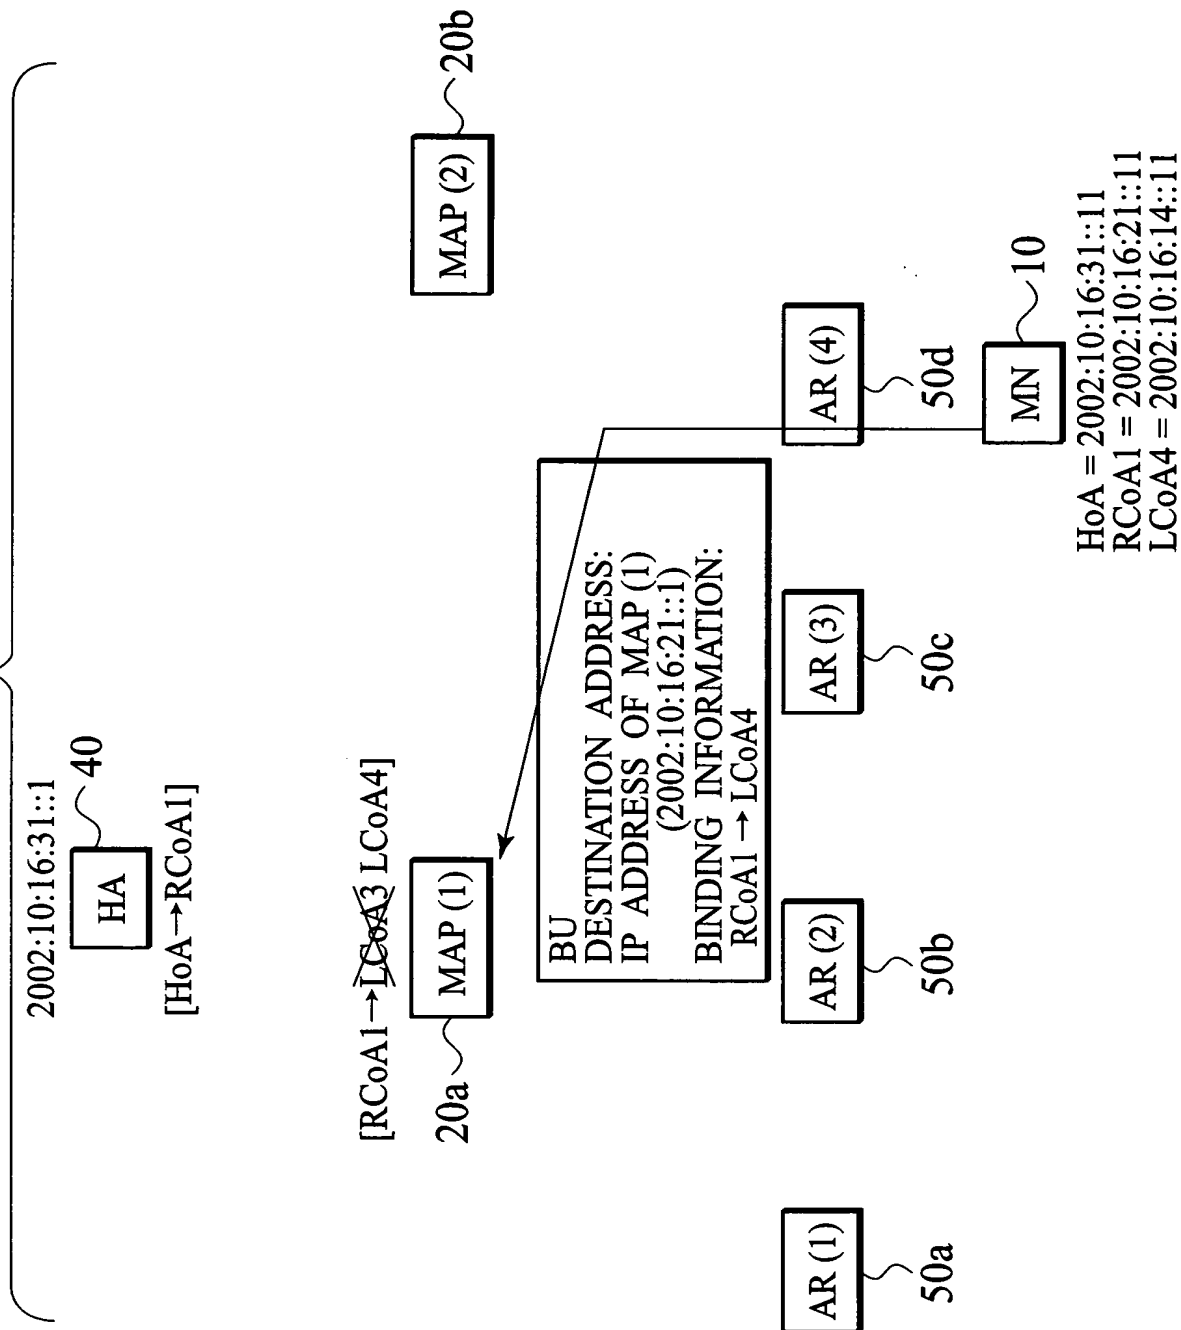 2002:10:16:31::1
HA
40
[HoA→RCoA1]
[RCoA1→LCoA3 LCoA4]
MAP (1)
20a
MAP (2)
20b
BU
DESTINATION ADDRESS:
IP ADDRESS OF MAP (1)
(2002:10:16:21::1)
BINDING INFORMATION:
RCoA1→LCoA4
AR (1)
50a
AR (2)
50b
AR (3)
50c
AR (4)
50d
MN
10
HoA = 2002:10:16:31::11
RCoA1 = 2002:10:16:21::11
LCoA4 = 2002:10:16:14::11